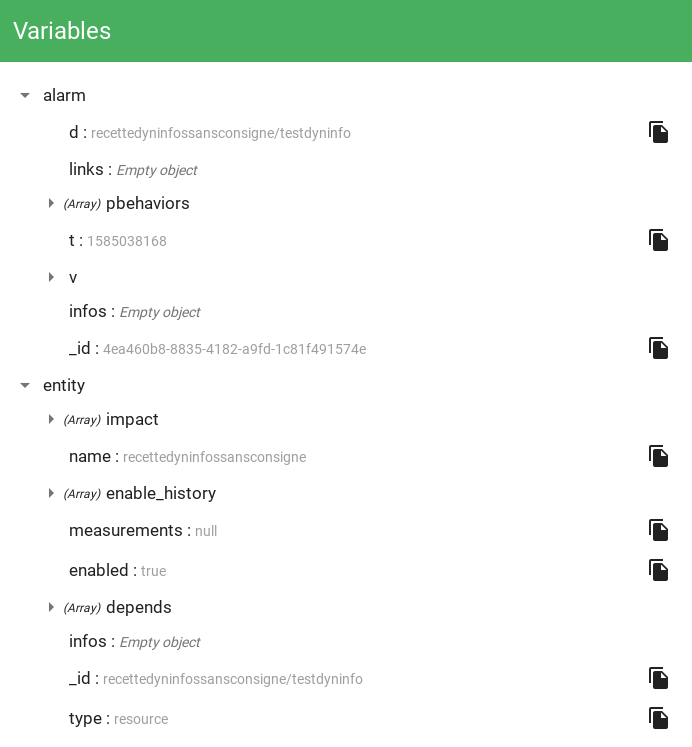 Variables
alarm
d : recettedyninfossansconsigne/testdyninfo
links : Empty object
(Array) pbehaviors
t : 1585038168
v
infos : Empty object
_id : 4ea460b8-8835-4182-a9fd-1c81f491574e
entity
(Array) impact
name : recettedyninfossansconsigne
(Array) enable_history
measurements : null
enabled : true
(Array) depends
infos : Empty object
_id : recettedyninfossansconsigne/testdyninfo
type : resource